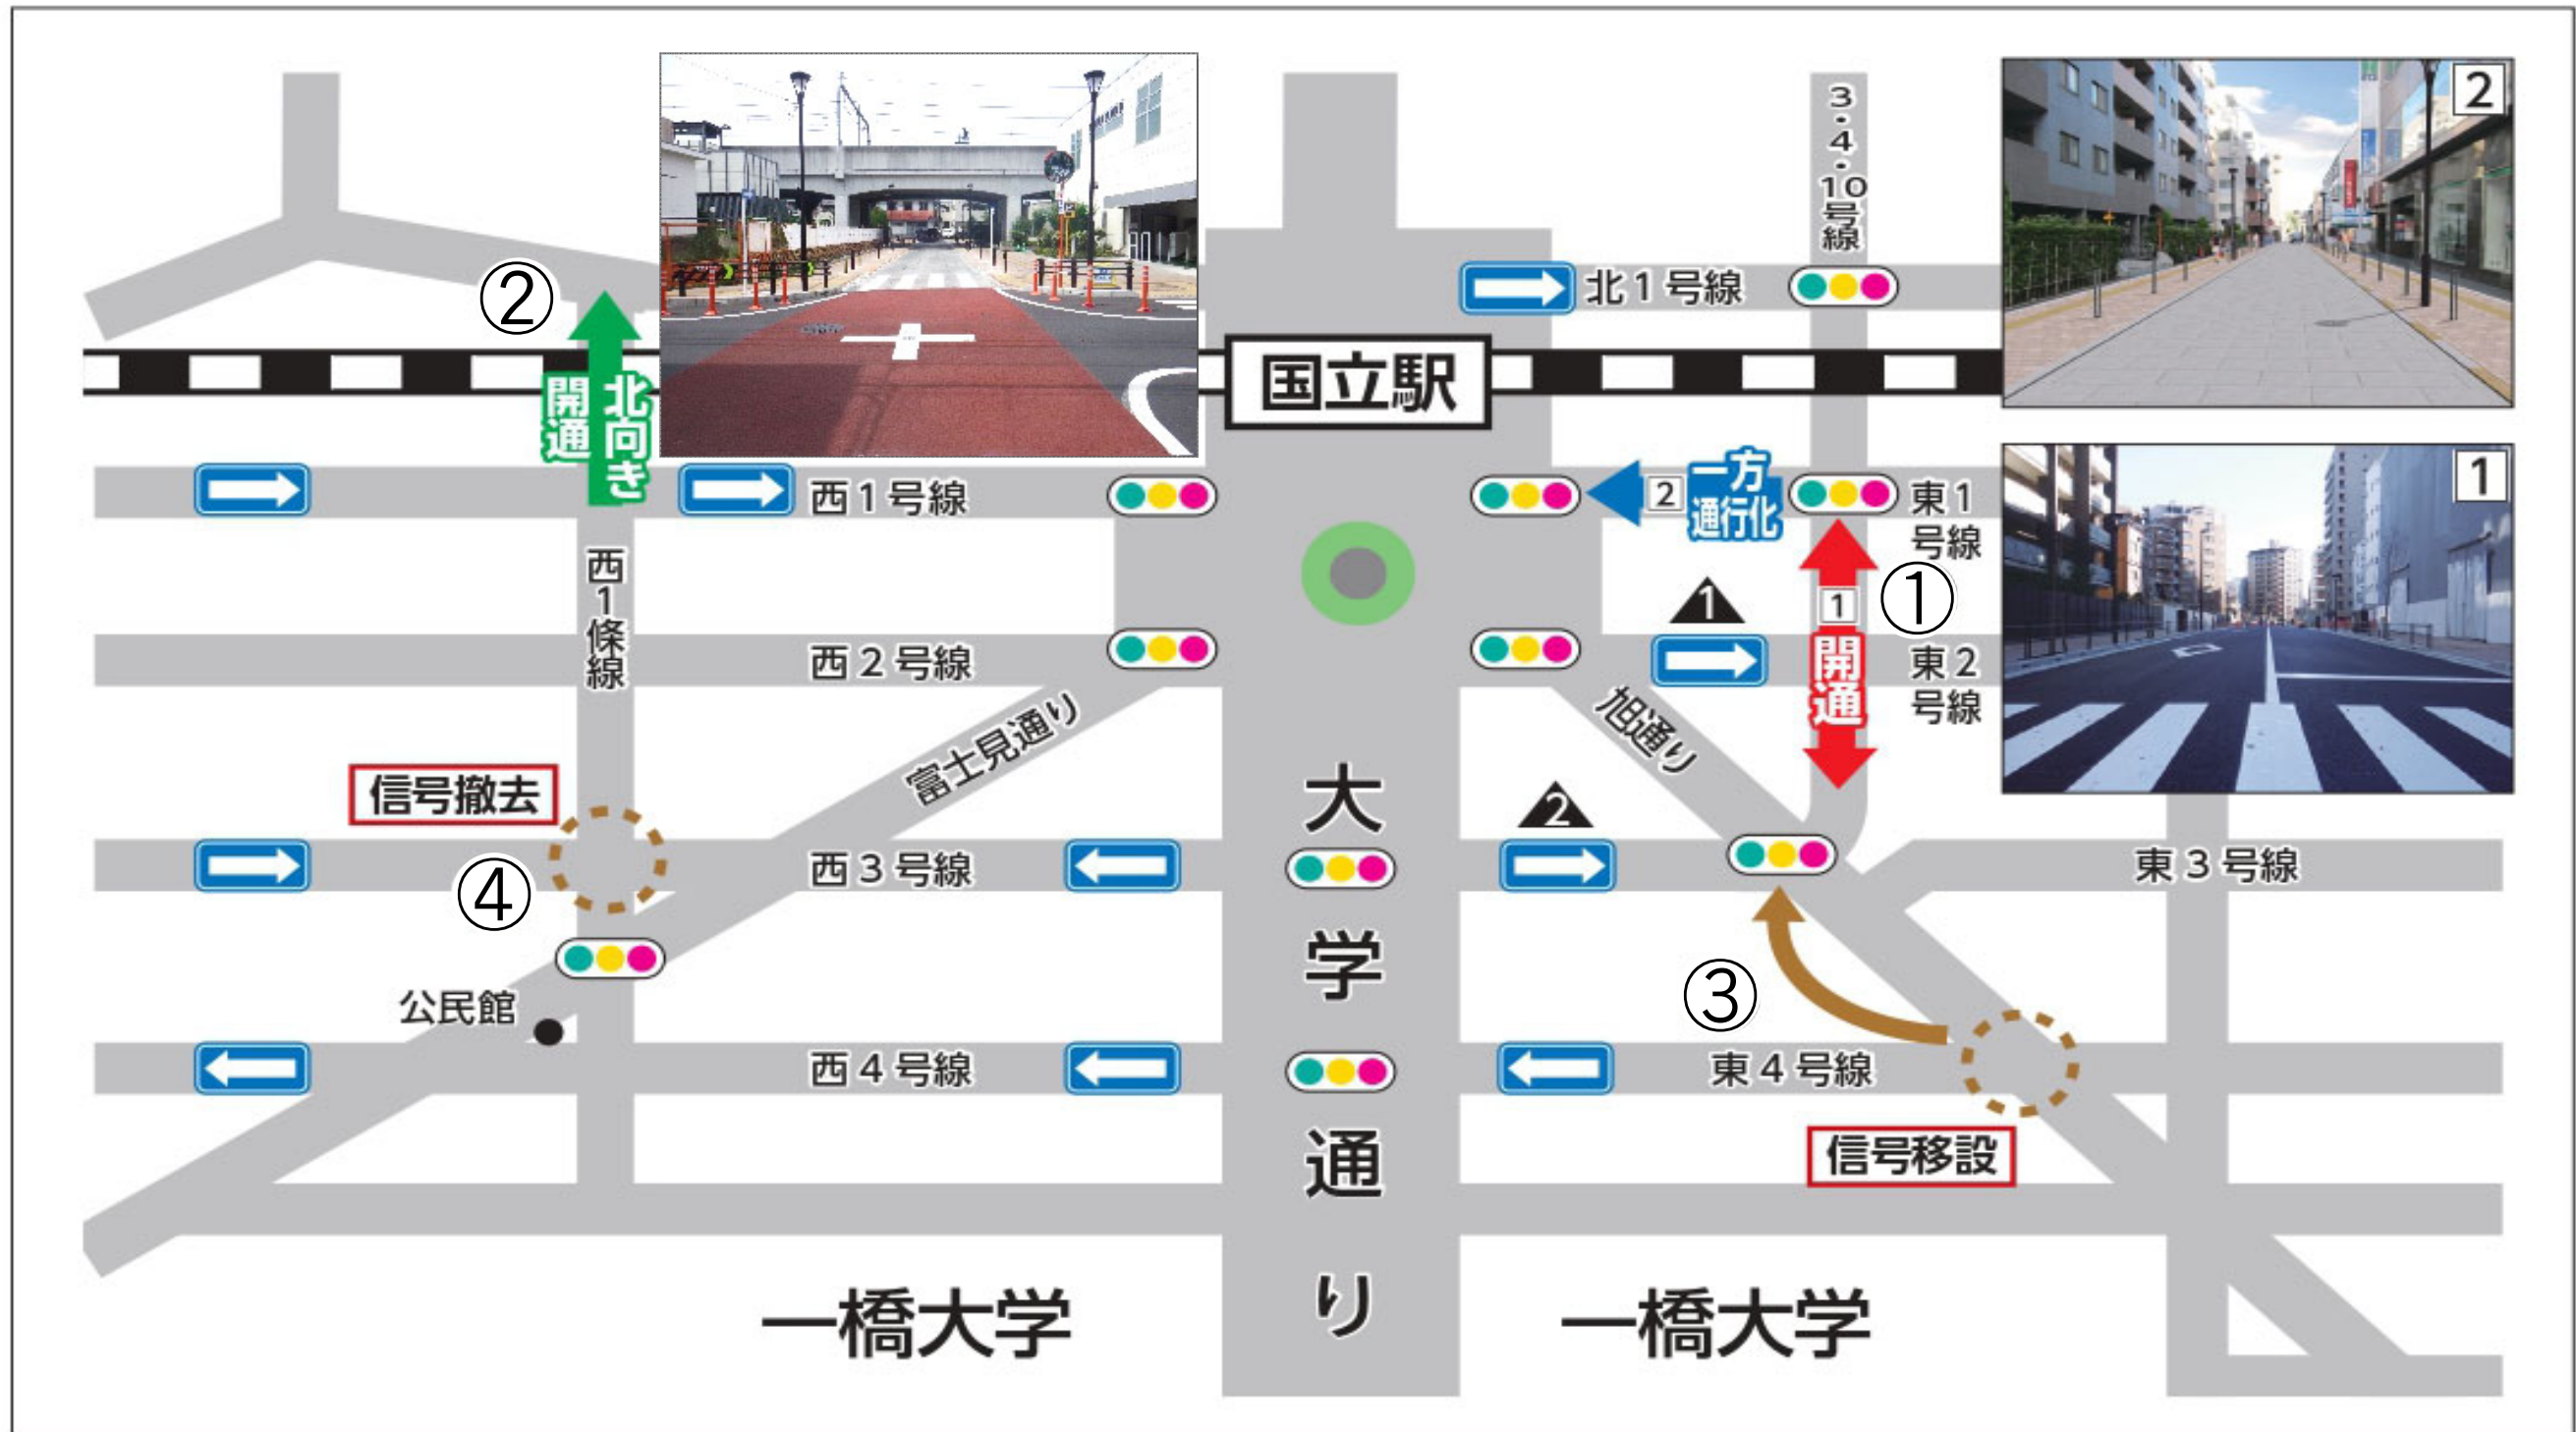 2
3・4・10号線
②
北1号線
国立駅
北向き
開通
1
西1号線
2
一方
通行化
東1
号線
西1條線
1
1
①
開通
西2号線
東2
号線
富士見通り
旭通り
信号撤去
2
大学通り
④
西3号線
東3号線
③
公民館
西4号線
東4号線
信号移設
一橋大学
一橋大学